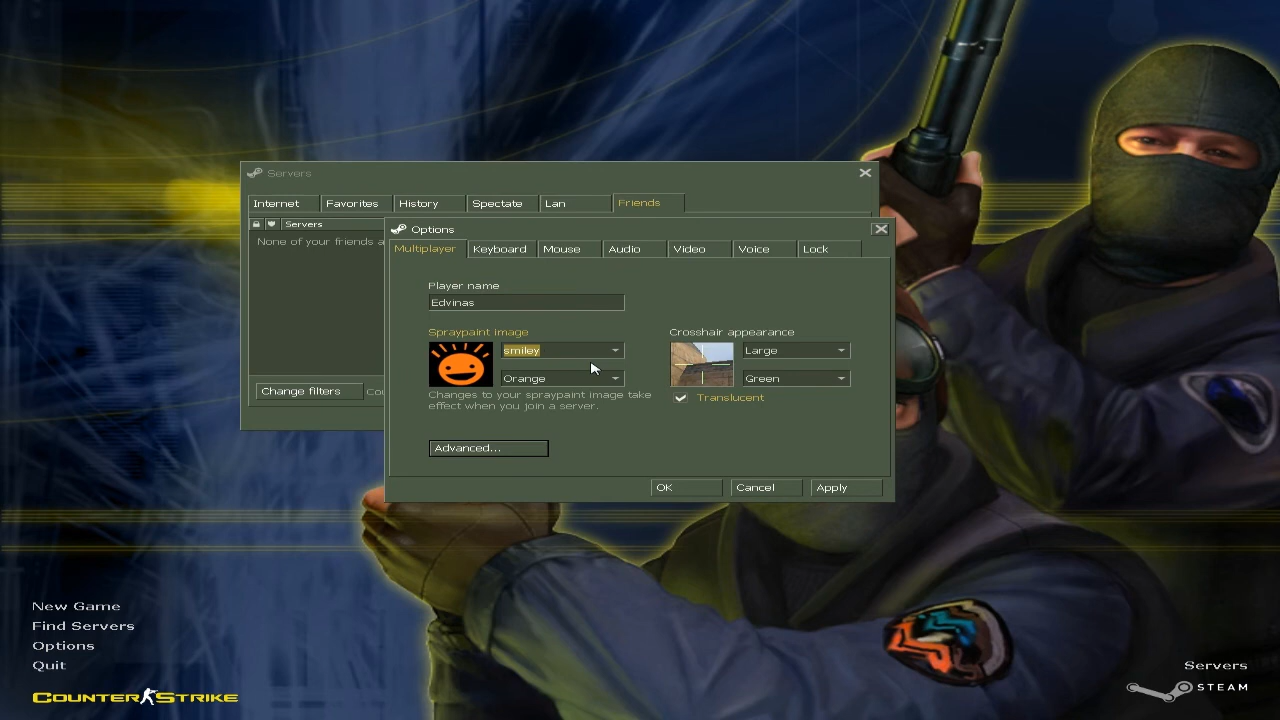 Servers
Internet
Favorites
History
Spectate
Lan
Friends
Servers
None of your friends a
Change filters
Co
Options
Multiplayer
Keyboard
Mouse
Audio
Video
Voice
Lock
Player name
Edvinas
Spraypaint image
smiley
Orange
Changes to your spraypaint image take
effect when you join a server.
Crosshair appearance
Large
Green
Translucent
Advanced...
OK
Cancel
Apply
New Game
Find Servers
Options
Quit
COUNTER STRIKE
Servers
STEAM